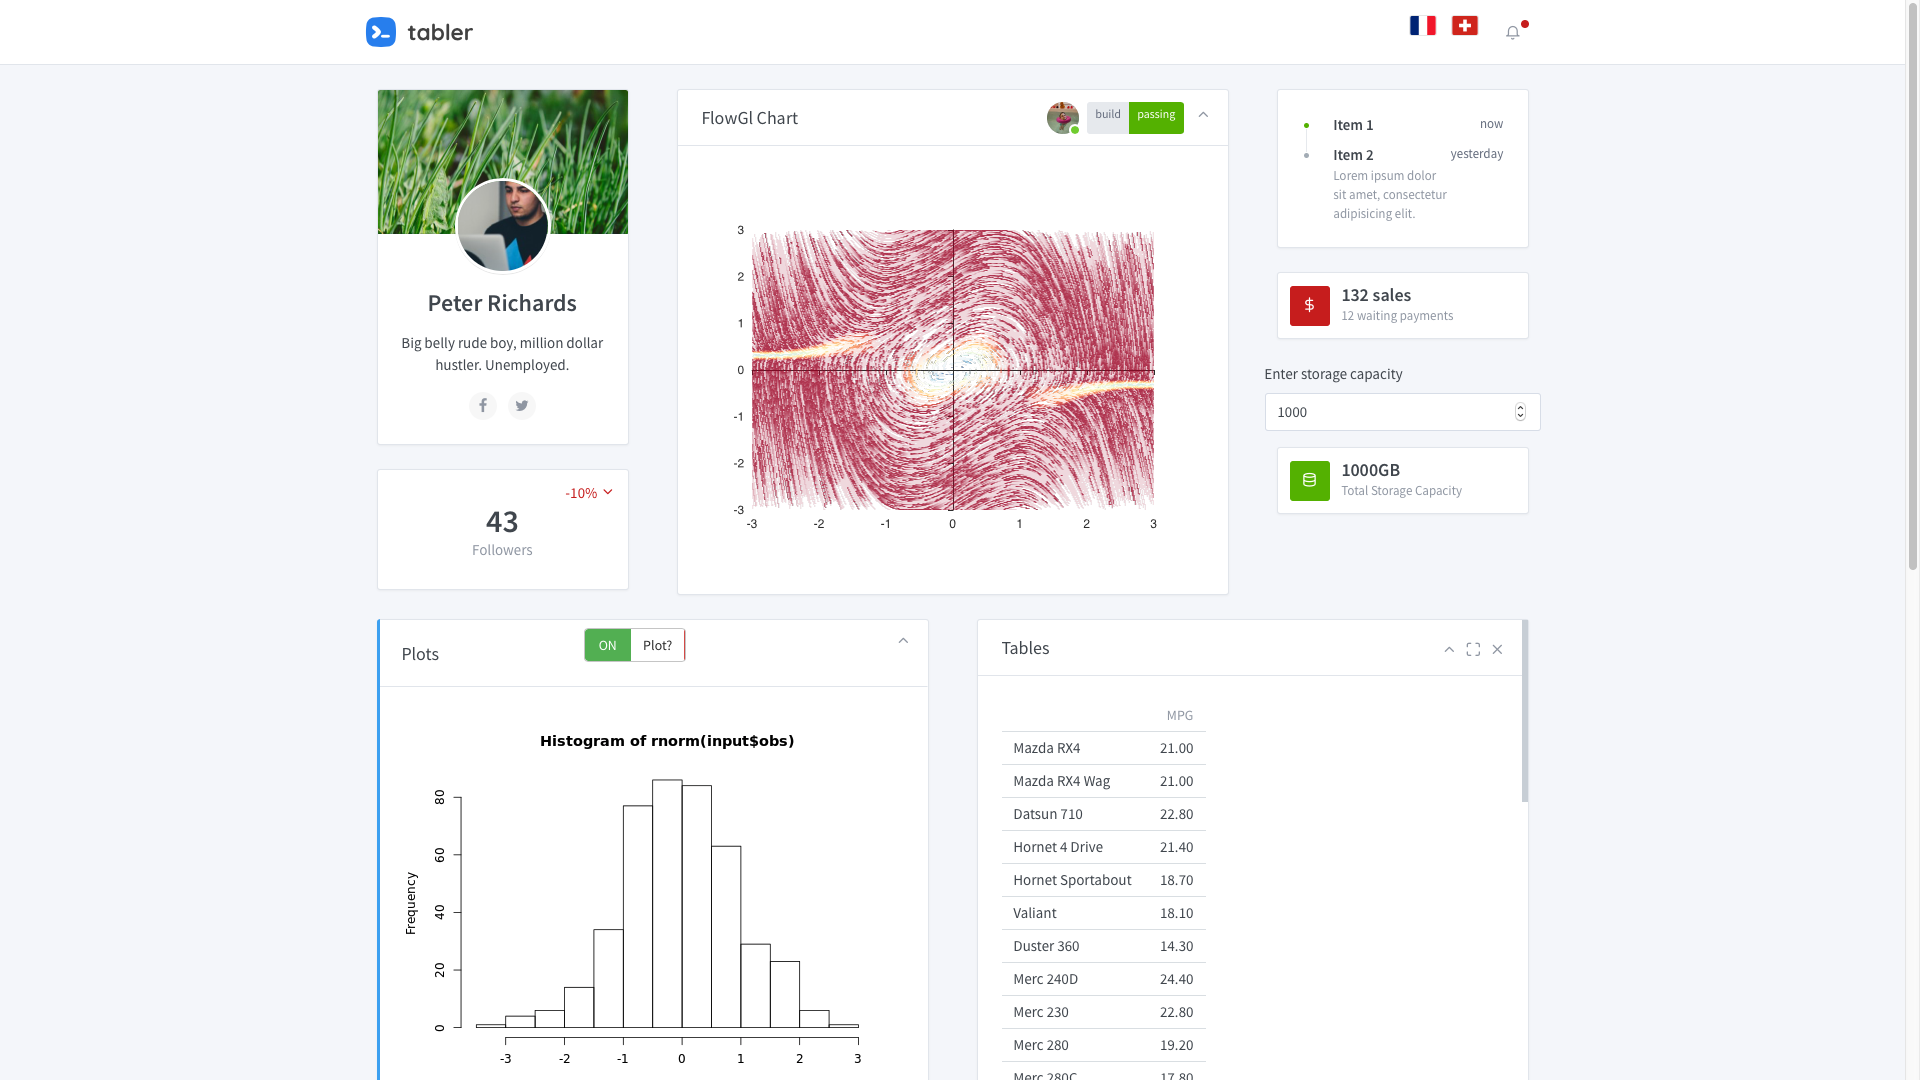 tabler
Peter Richards
Big belly rude boy, million dollar
hustler. Unemployed.
-10%
43
Followers
FlowGl Chart
build passing
3
2
1
0
-1
-2
-3
-3 -2 -1 0 1 2 3
Item 1 now
Item 2 yesterday
Lorem ipsum dolor
sit amet, consectetur
adipisicing elit.
$
132 sales
12 waiting payments
Enter storage capacity
1000
1000GB
Total Storage Capacity
Plots
ON Plot?
Histogram of rnorm(input$obs)
Frequency
80
60
40
20
0
-3 -2 -1 0 1 2 3
Tables
MPG
Mazda RX4 21.00
Mazda RX4 Wag 21.00
Datsun 710 22.80
Hornet 4 Drive 21.40
Hornet Sportabout 18.70
Valiant 18.10
Duster 360 14.30
Merc 240D 24.40
Merc 230 22.80
Merc 280 19.20
Merc 280C 17.80